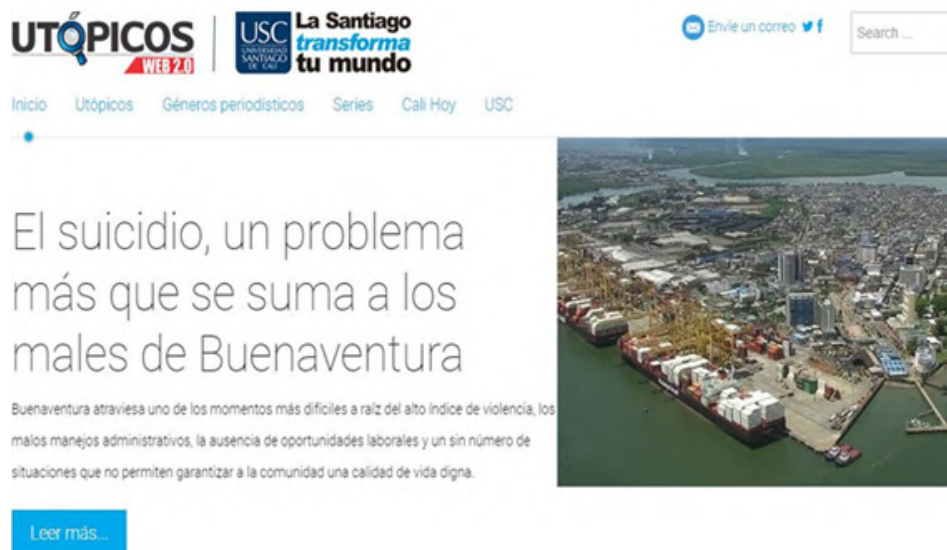 UTÓPICOS
WEB 2.0
USC
UNIVERSIDAD
SANTIAGO
DE CALI
La Santiago
transforma
tu mundo
Envíe un correo
Search ...
Inicio Utópicos Géneros periodísticos Series Cali Hoy USC
El suicidio, un problema
más que se suma a los
males de Buenaventura
Buenaventura atraviesa uno de los momentos más difíciles a raíz del alto índice de violencia, los
malos manejos administrativos, la ausencia de oportunidades laborales y un sin número de
situaciones que no permiten garantizar a la comunidad una calidad de vida digna.
Leer más...